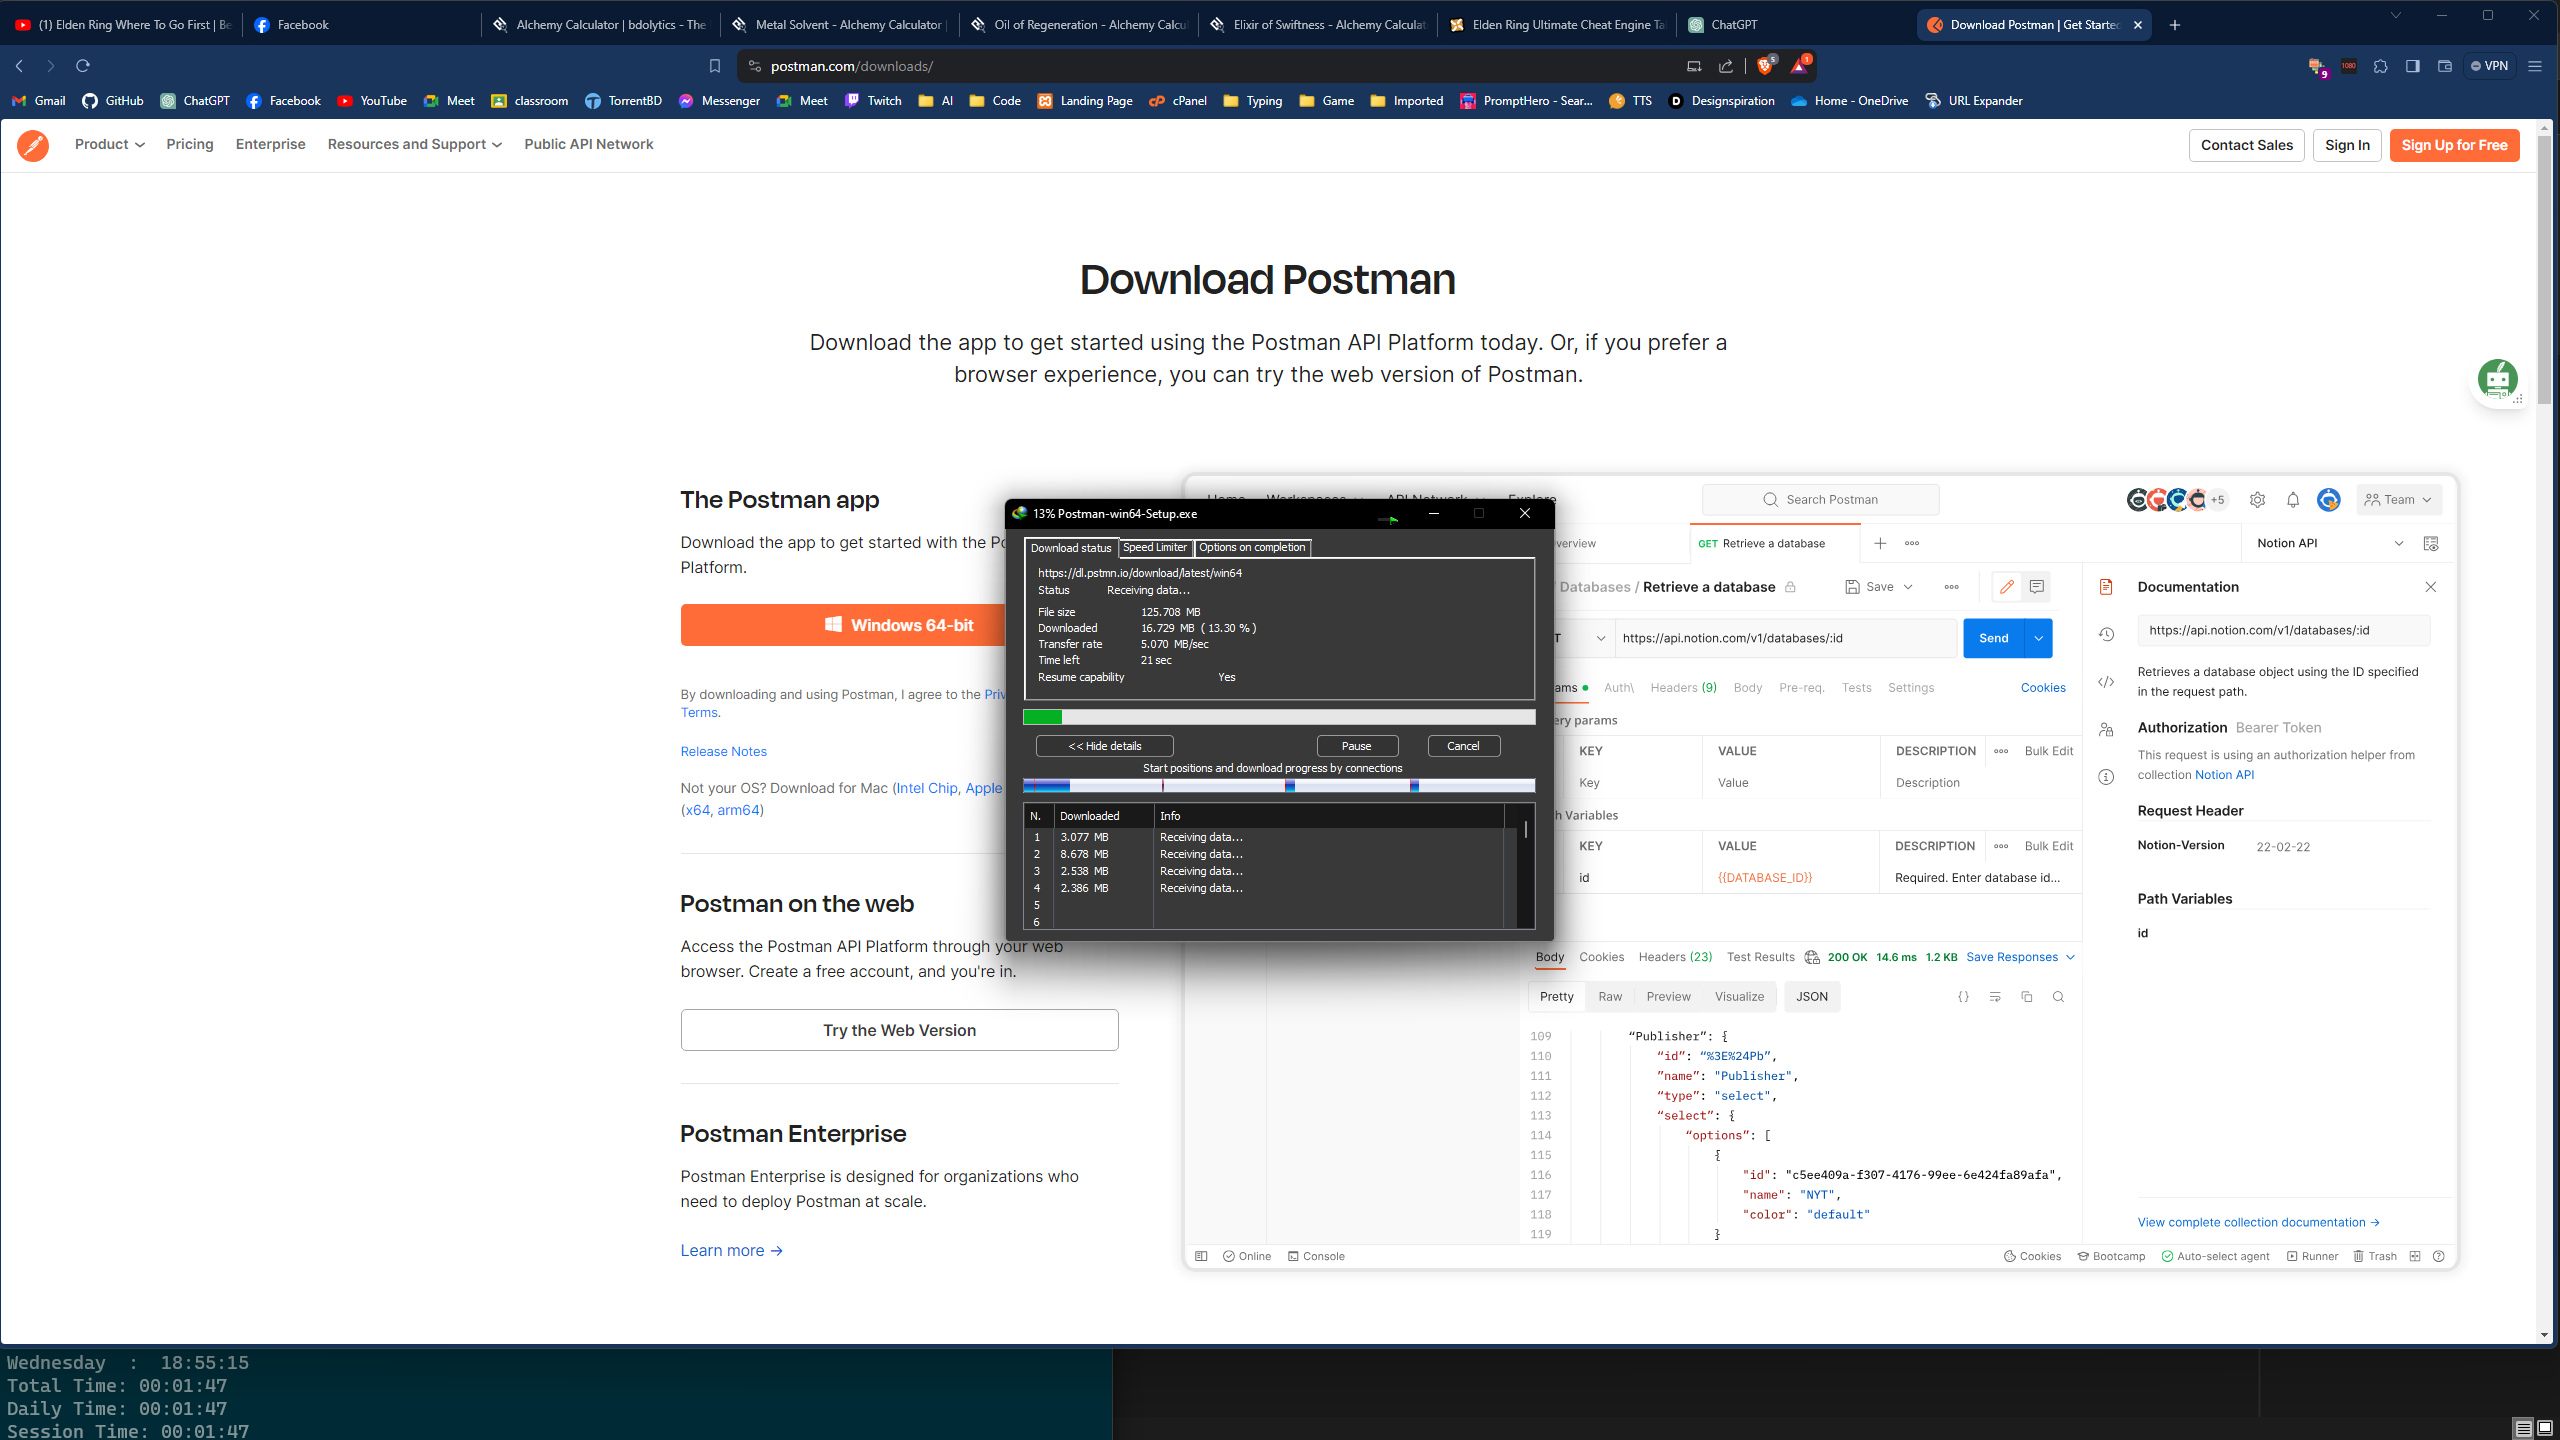 (1) Elden Ring Where To Go First | Be
Facebook
Alchemy Calculator | bdolytics - The
Metal Solvent - Alchemy Calculator |
Oil of Regeneration - Alchemy Calcul
Elixir of Swiftness - Alchemy Calculat
Elden Ring Ultimate Cheat Engine Ta
ChatGPT
Download Postman | Get Started
postman.com/downloads/
5
1
9
1080
VPN
Gmail
GitHub
ChatGPT
Facebook
YouTube
Meet
classroom
TorrentBD
Messenger
Meet
Twitch
AI
Code
Landing Page
cPanel
Typing
Game
Imported
PromptHero - Sear...
TTS
Designspiration
Home - OneDrive
URL Expander
Product
Pricing
Enterprise
Resources and Support
Public API Network
Contact Sales
Sign In
Sign Up for Free
Download Postman
Download the app to get started using the Postman API Platform today. Or, if you prefer a
browser experience, you can try the web version of Postman.
The Postman app
Download the app to get started with the Po
Platform.
Windows 64-bit
By downloading and using Postman, I agree to the Priv
Terms.
Release Notes
Not your OS? Download for Mac (Intel Chip, Apple
(x64, arm64)
Postman on the web
Access the Postman API Platform through your web
browser. Create a free account, and you're in.
Try the Web Version
Postman Enterprise
Postman Enterprise is designed for organizations who
need to deploy Postman at scale.
Learn more →
13% Postman-win64-Setup.exe
Download status
Speed Limiter
Options on completion
https://dl.pstmn.io/download/latest/win64
Status Receiving data...
File size 125.708 MB
Downloaded 16.729 MB ( 13.30 % )
Transfer rate 5.070 MB/sec
Time left 21 sec
Resume capability Yes
<< Hide details
Pause
Cancel
Start positions and download progress by connections
N. Downloaded Info
1 3.077 MB Receiving data...
2 8.678 MB Receiving data...
3 2.538 MB Receiving data...
4 2.386 MB Receiving data...
5
6
Home Workspaces API Network Explore
Search Postman
+5
Team
verview
GET Retrieve a database
Notion API
/ Databases / Retrieve a database
Save
T
https://api.notion.com/v1/databases/:id
Send
ams
Auth\
Headers (9)
Body
Pre-req.
Tests
Settings
Cookies
ery params
KEY VALUE DESCRIPTION Bulk Edit
Key Value Description
h Variables
KEY VALUE DESCRIPTION Bulk Edit
id {{DATABASE_ID}} Required. Enter database id...
Body
Cookies
Headers (23)
Test Results
200 OK 14.6 ms 1.2 KB
Save Responses
Pretty
Raw
Preview
Visualize
JSON
109 “Publisher”: {
110 “id”: “%3E%24Pb”,
111 ”name”: "Publisher",
112 “type”: "select",
113 “select”: {
114 “options”: [
115 {
116 "id": "c5ee409a-f307-4176-99ee-6e424fa89afa",
117 "name": "NYT",
118 "color": "default"
119 }
Documentation
https://api.notion.com/v1/databases/:id
Retrieves a database object using the ID specified
in the request path.
Authorization Bearer Token
This request is using an authorization helper from
collection Notion API
Request Header
Notion-Version 22-02-22
Path Variables
id
View complete collection documentation →
Online
Console
Cookies
Bootcamp
Auto-select agent
Runner
Trash
Wednesday : 18:55:15
Total Time: 00:01:47
Daily Time: 00:01:47
Session Time: 00:01:47